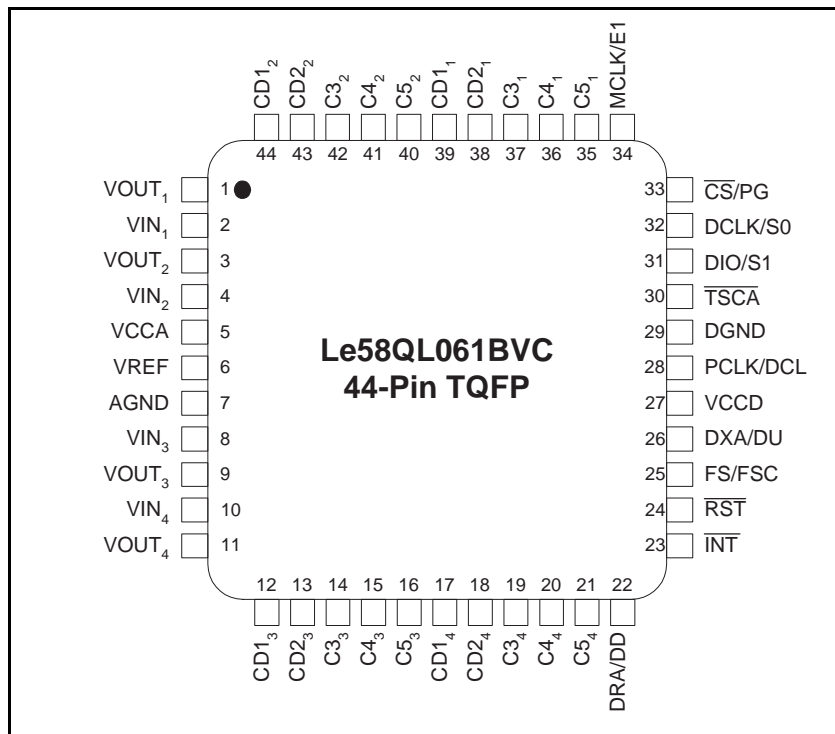 CD1₂ CD2₂ C3₂ C4₂ C5₂ CD1₁ CD2₁ C3₁ C4₁ C5₁ MCLK/E1
44 43 42 41 40 39 38 37 36 35 34
VOUT₁ 1
VIN₁ 2
VOUT₂ 3
VIN₂ 4
VCCA 5
VREF 6
AGND 7
VIN₃ 8
VOUT₃ 9
VIN₄ 10
VOUT₄ 11
Le58QL061BVC
44-Pin TQFP
33 C̅S̅/PG
32 DCLK/S0
31 DIO/S1
30 T̅S̅C̅A̅
29 DGND
28 PCLK/DCL
27 VCCD
26 DXA/DU
25 FS/FSC
24 R̅S̅T̅
23 I̅N̅T̅
12 13 14 15 16 17 18 19 20 21 22
CD1₃ CD2₃ C3₃ C4₃ C5₃ CD1₄ CD2₄ C3₄ C4₄ C5₄ DRA/DD